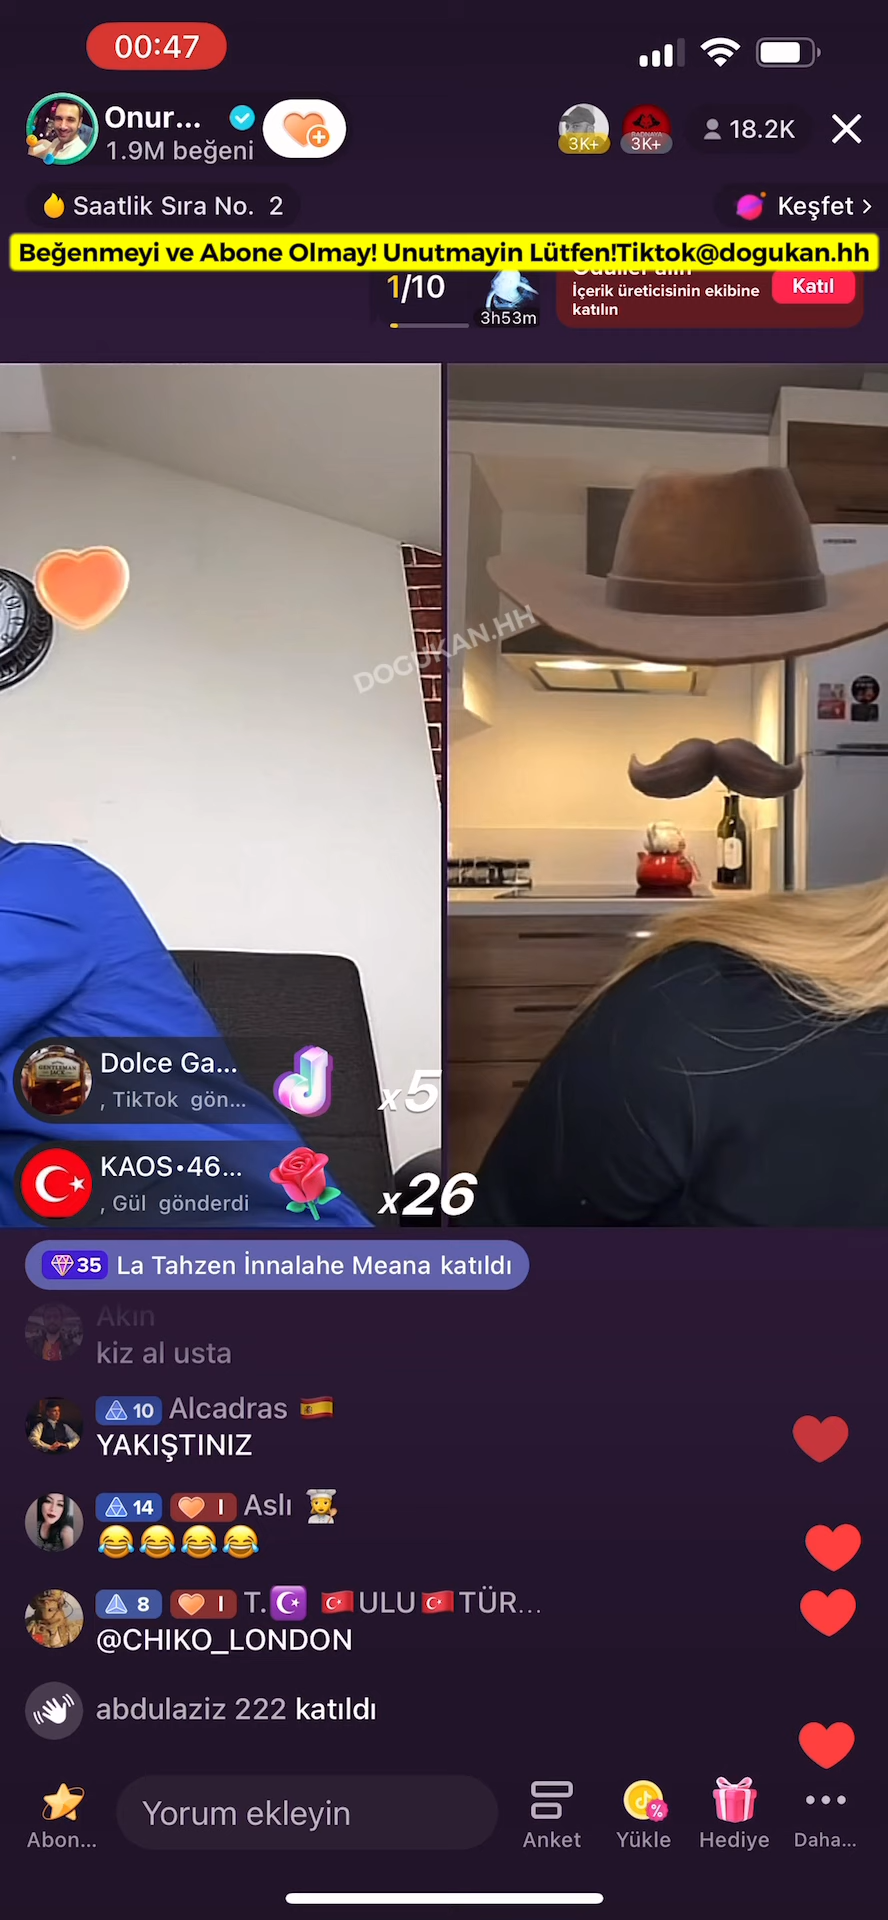 00:47
Onur...
1.9M beğeni
3K+
3K+
18.2K
Saatlik Sıra No. 2
Keşfet
Beğenmeyi ve Abone Olmay! Unutmayin Lütfen!Tiktok@dogukan.hh
1/10
3h53m
Ödüller alın
İçerik üreticisinin ekibine
katılın
Katıl
DOGUKAN.HH
Dolce Ga...
, TikTok gön...
x5
KAOS•46...
, Gül gönderdi
x26
35 La Tahzen İnnalahe Meana katıldı
Akın
kiz al usta
10 Alcadras
YAKIŞTINIZ
14 I Aslı
8 I T. ULU TÜR...
@CHIKO_LONDON
abdulaziz 222 katıldı
Yorum ekleyin
Abon...
Anket
Yükle
Hediye
Daha...